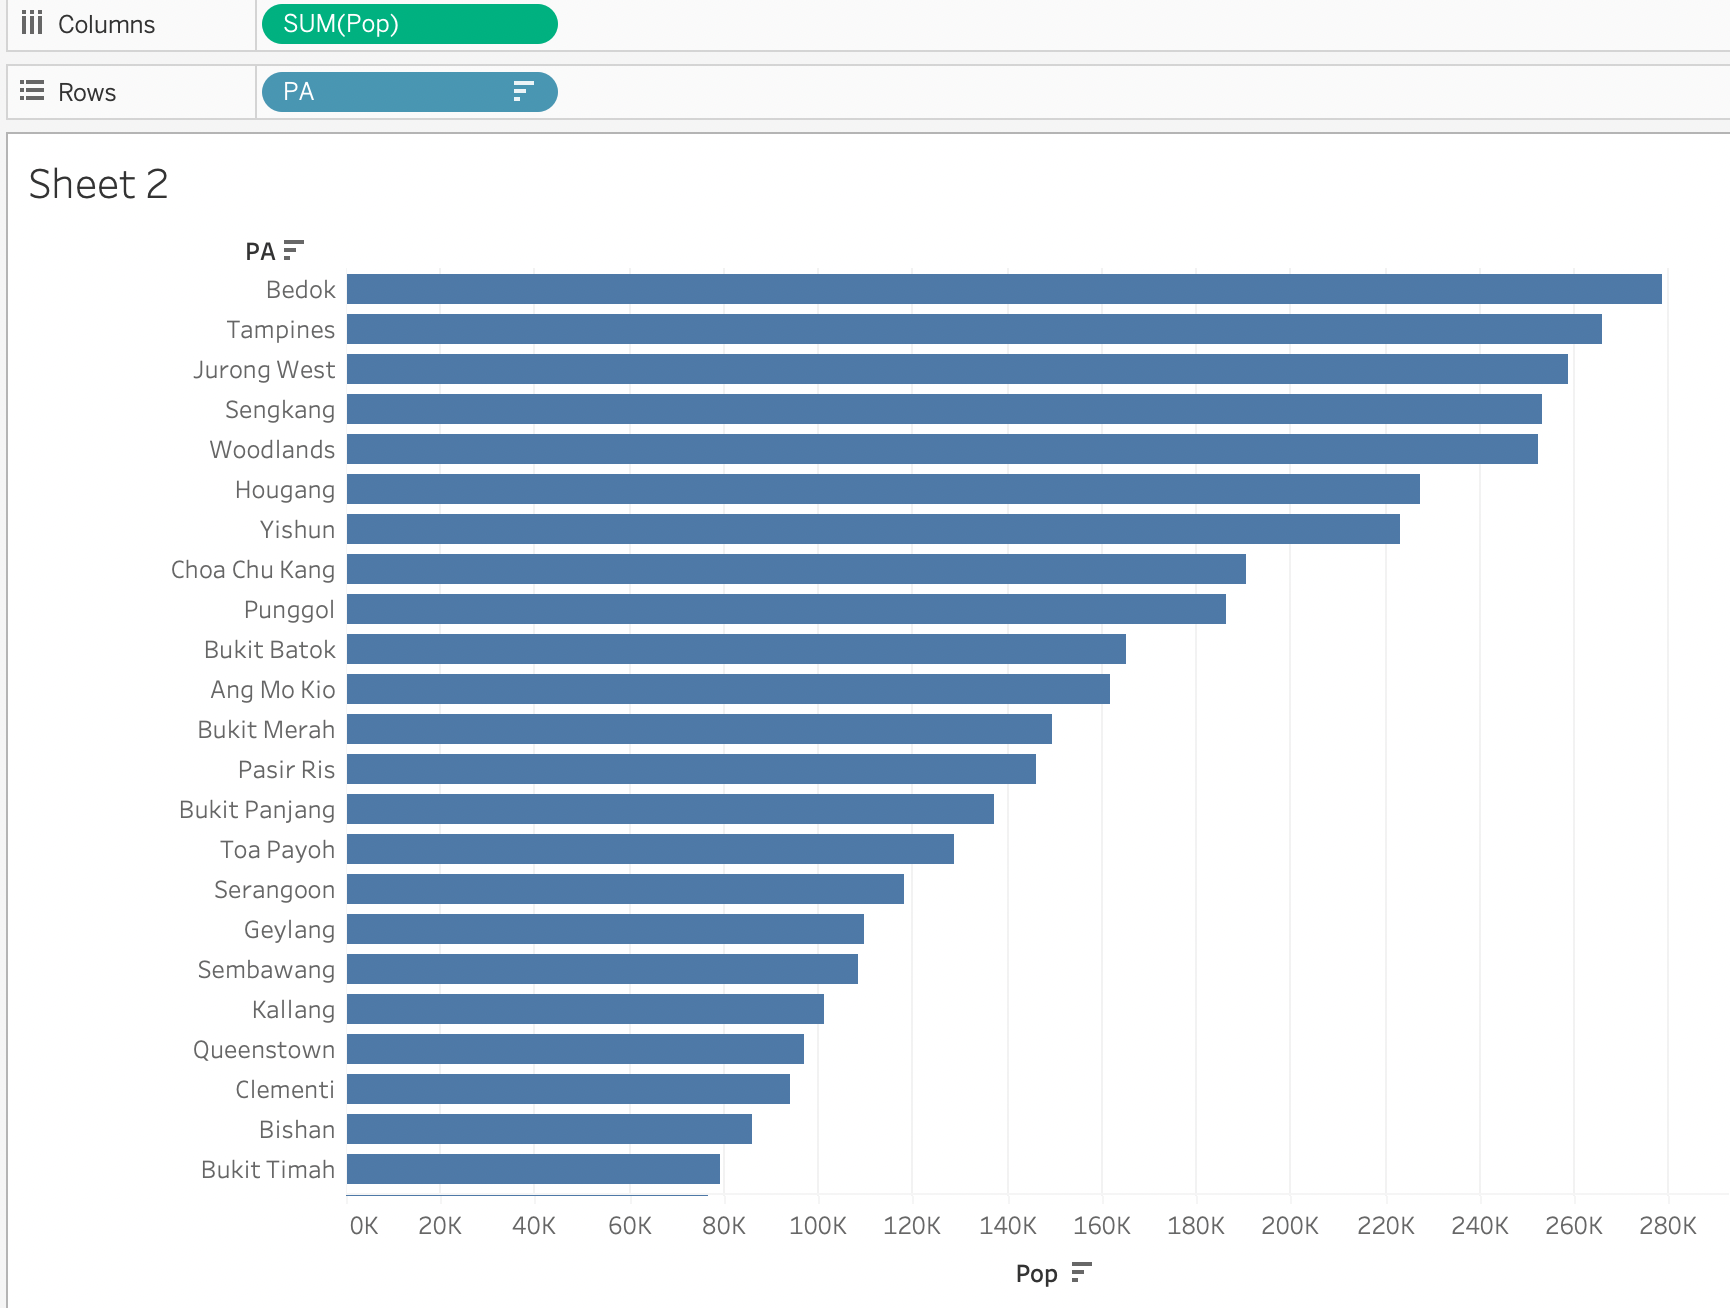 Columns SUM(Pop)
Rows PA
Sheet 2
PA
Bedok
Tampines
Jurong West
Sengkang
Woodlands
Hougang
Yishun
Choa Chu Kang
Punggol
Bukit Batok
Ang Mo Kio
Bukit Merah
Pasir Ris
Bukit Panjang
Toa Payoh
Serangoon
Geylang
Sembawang
Kallang
Queenstown
Clementi
Bishan
Bukit Timah
0K 20K 40K 60K 80K 100K 120K 140K 160K 180K 200K 220K 240K 260K 280K
Pop